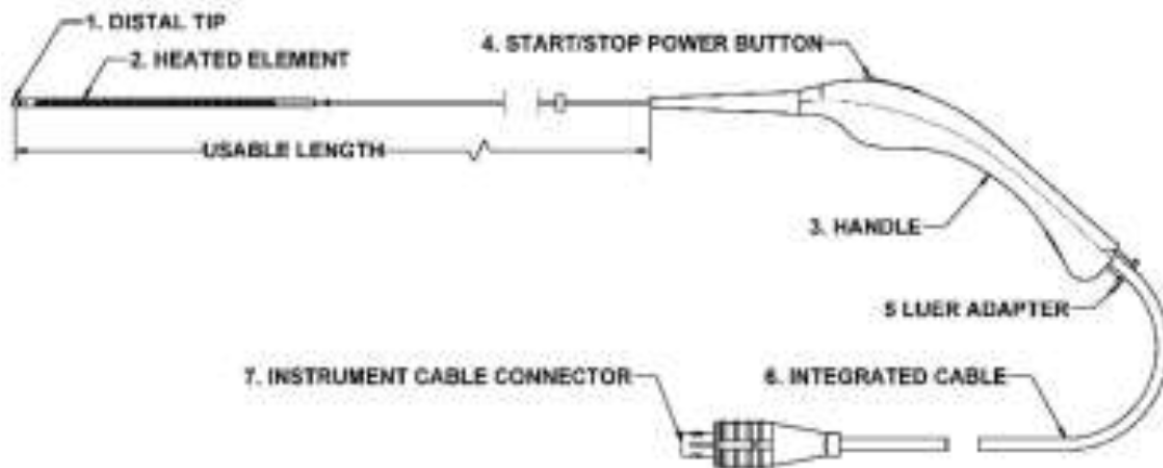 1. DISTAL TIP
2. HEATED ELEMENT
4. START/STOP POWER BUTTON
USABLE LENGTH
3. HANDLE
5 LUER ADAPTER
7. INSTRUMENT CABLE CONNECTOR
6. INTEGRATED CABLE